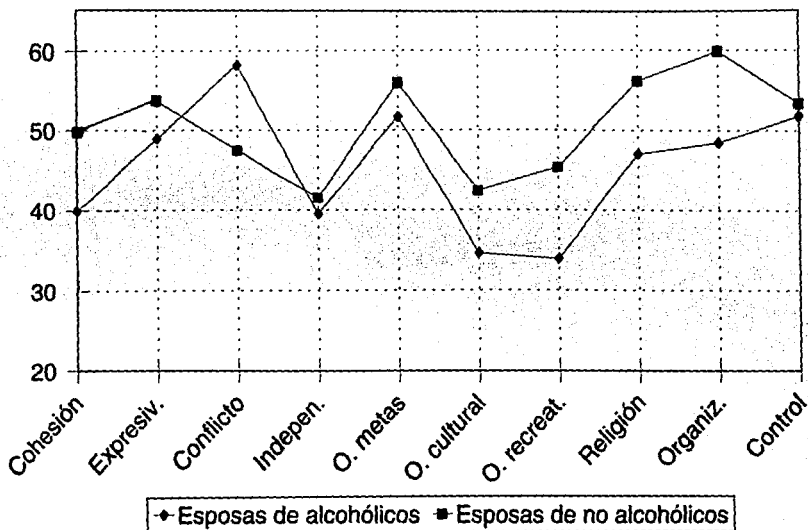 60
50
40
30
20
Cohesión
Expresiv.
Conflicto
Indepen.
O. metas
O. cultural
O. recreat.
Religión
Organiz.
Control
Esposas de alcohólicos Esposas de no alcohólicos